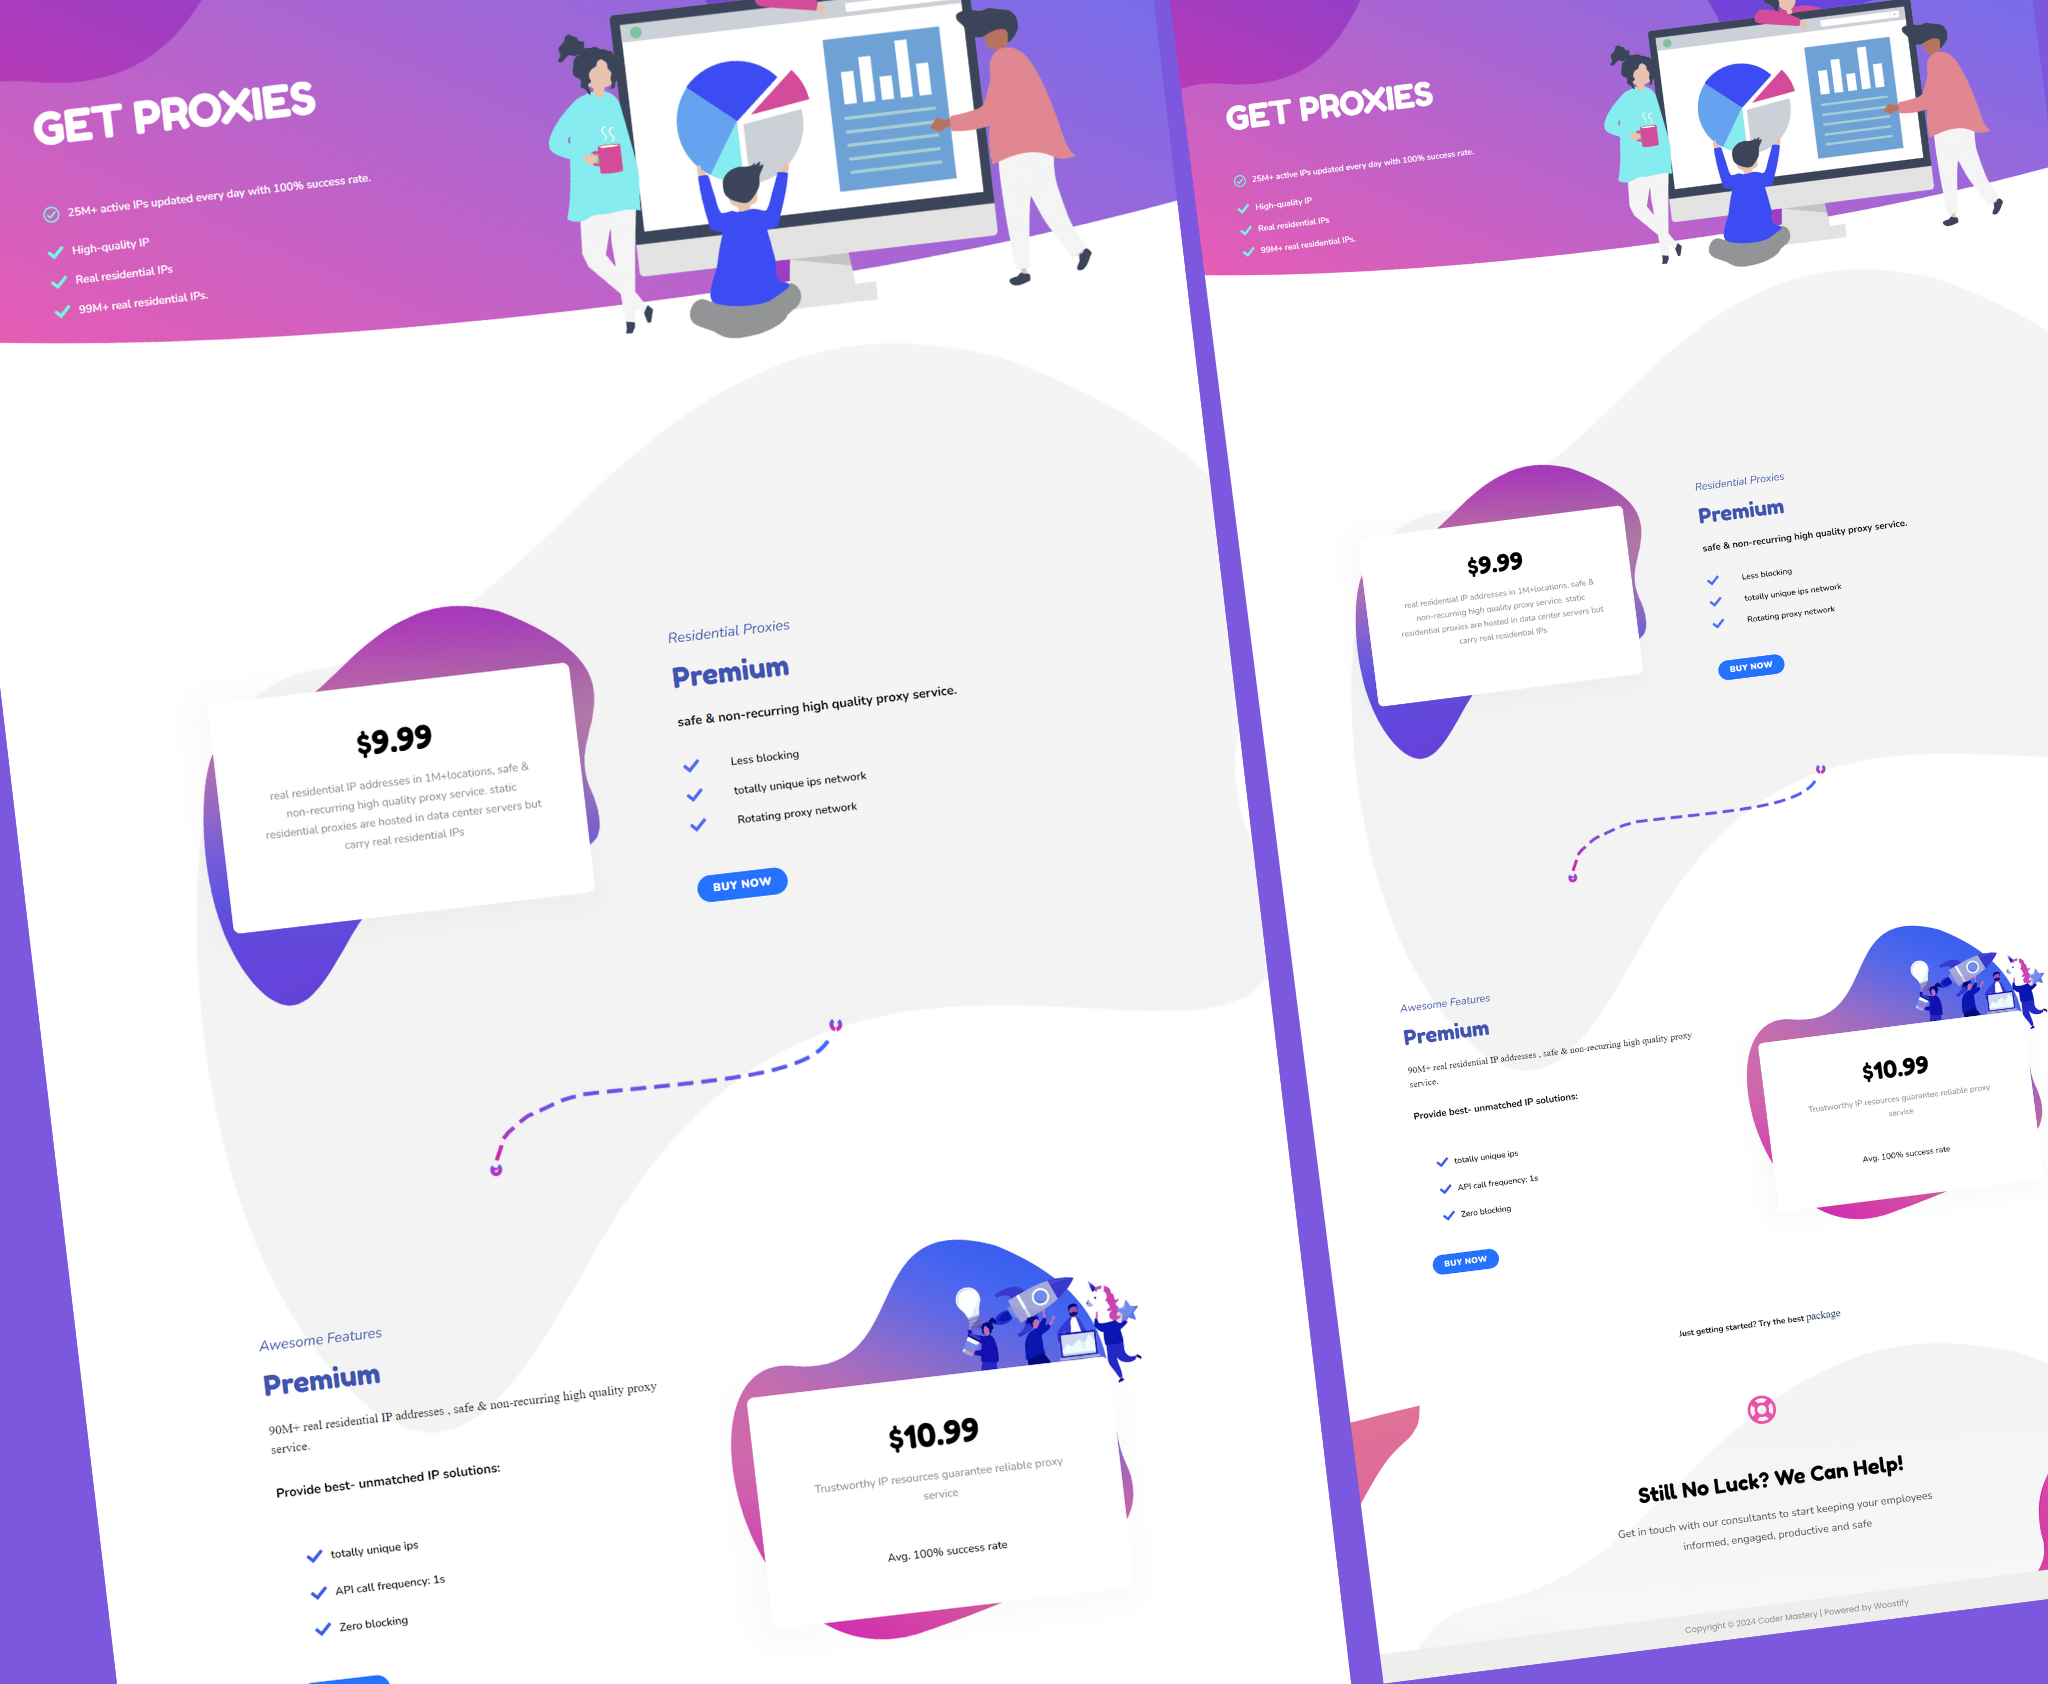 GET PROXIES
25M+ active IPs updated every day with 100% success rate.
High-quality IP
Real residential IPs
99M+ real residential IPs.
$9.99
real residential IP addresses in 1M+locations, safe &
non-recurring high quality proxy service. static
residential proxies are hosted in data center servers but
carry real residential IPs
Residential Proxies
Premium
safe & non-recurring high quality proxy service.
Less blocking
totally unique ips network
Rotating proxy network
BUY NOW
Awesome Features
Premium
90M+ real residential IP addresses , safe & non-recurring high quality proxy
service.
Provide best- unmatched IP solutions:
totally unique ips
API call frequency: 1s
Zero blocking
$10.99
Trustworthy IP resources guarantee reliable proxy
service
Avg. 100% success rate
GET PROXIES
25M+ active IPs updated every day with 100% success rate.
High-quality IP
Real residential IPs
99M+ real residential IPs.
$9.99
real residential IP addresses in 1M+locations, safe &
non-recurring high quality proxy service. static
residential proxies are hosted in data center servers but
carry real residential IPs
Residential Proxies
Premium
safe & non-recurring high quality proxy service.
Less blocking
totally unique ips network
Rotating proxy network
BUY NOW
Awesome Features
Premium
90M+ real residential IP addresses , safe & non-recurring high quality proxy
service.
Provide best- unmatched IP solutions:
totally unique ips
API call frequency: 1s
Zero blocking
BUY NOW
$10.99
Trustworthy IP resources guarantee reliable proxy
service
Avg. 100% success rate
Just getting started? Try the best package
Still No Luck? We Can Help!
Get in touch with our consultants to start keeping your employees
informed, engaged, productive and safe
Copyright © 2024 Coder Mastery | Powered by Woostify